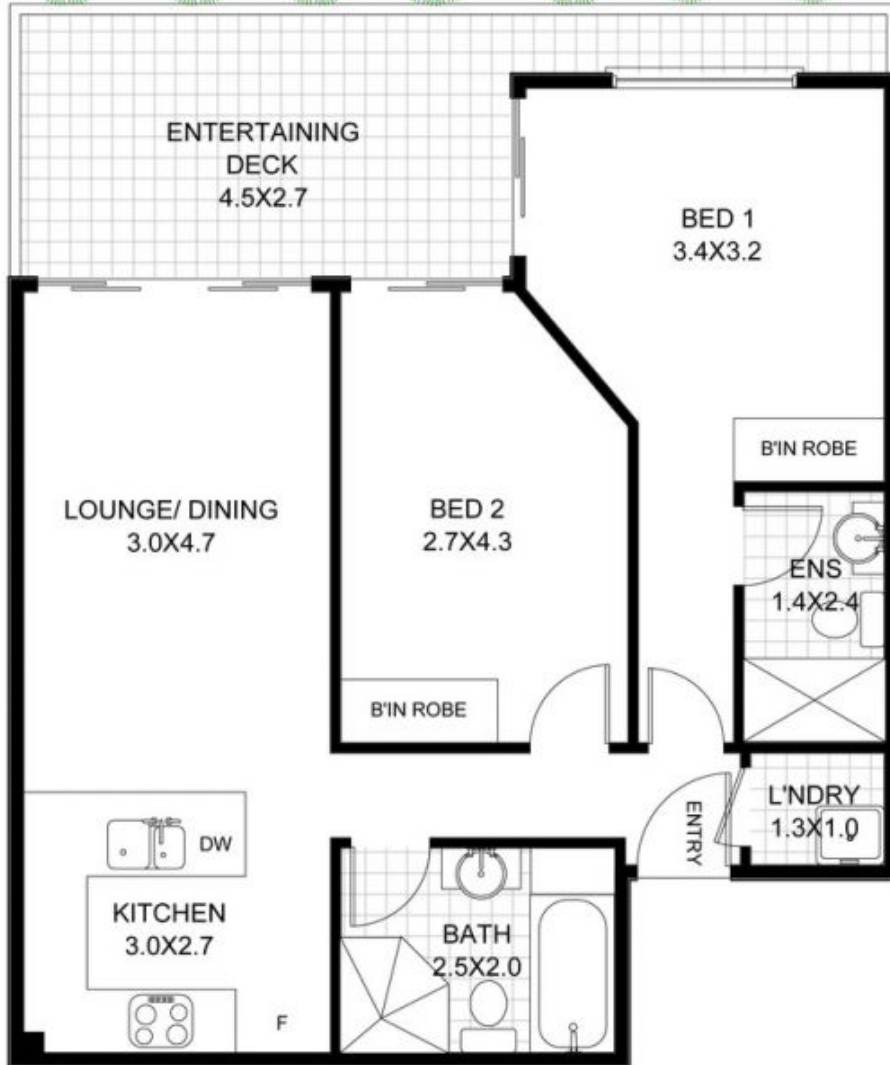 ENTERTAINING
DECK
4.5X2.7
BED 1
3.4X3.2
B'IN ROBE
LOUNGE/ DINING
3.0X4.7
BED 2
2.7X4.3
ENS
1.4X2.4
B'IN ROBE
L'NDRY
1.3X1.0
ENTRY
DW
KITCHEN
3.0X2.7
F
BATH
2.5X2.0